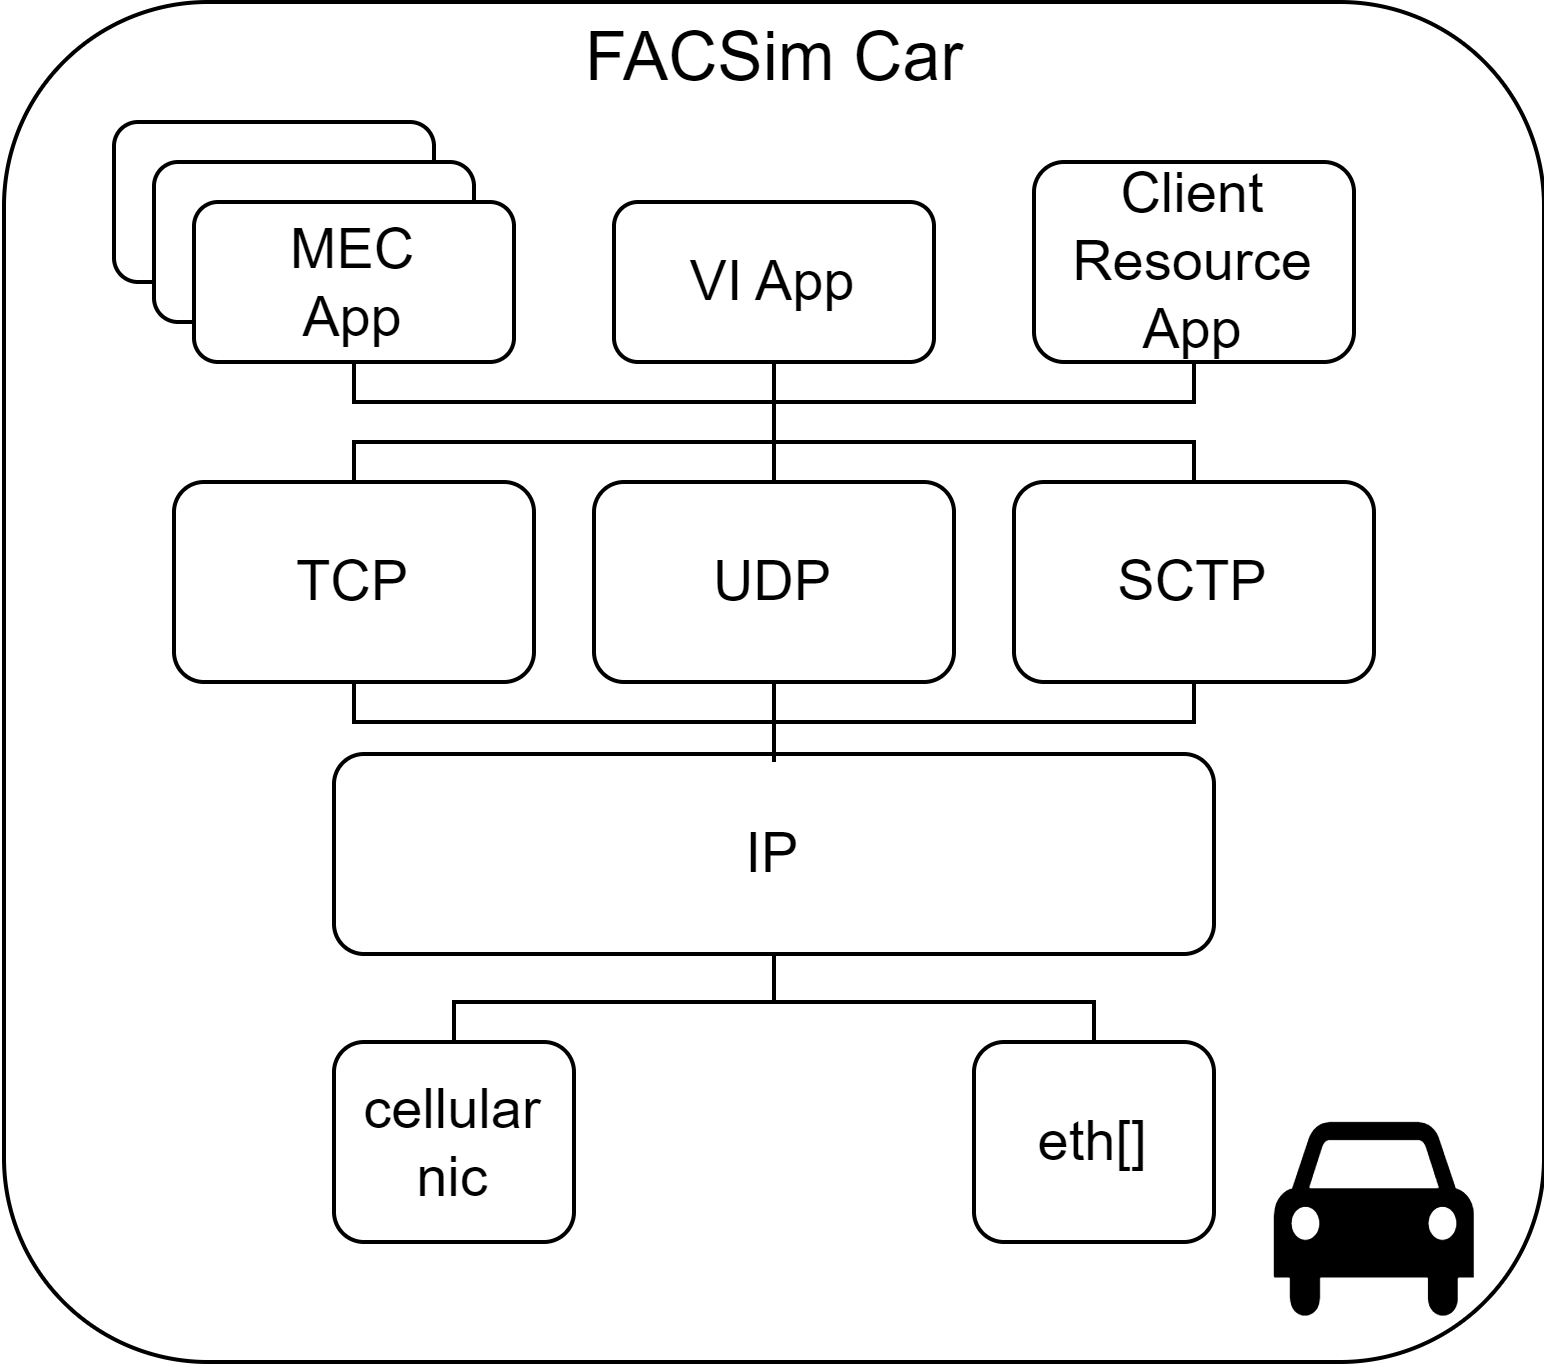 FACSim Car
MEC
App
VI App
Client
Resource
App
TCP
UDP
SCTP
IP
cellular
nic
eth[]